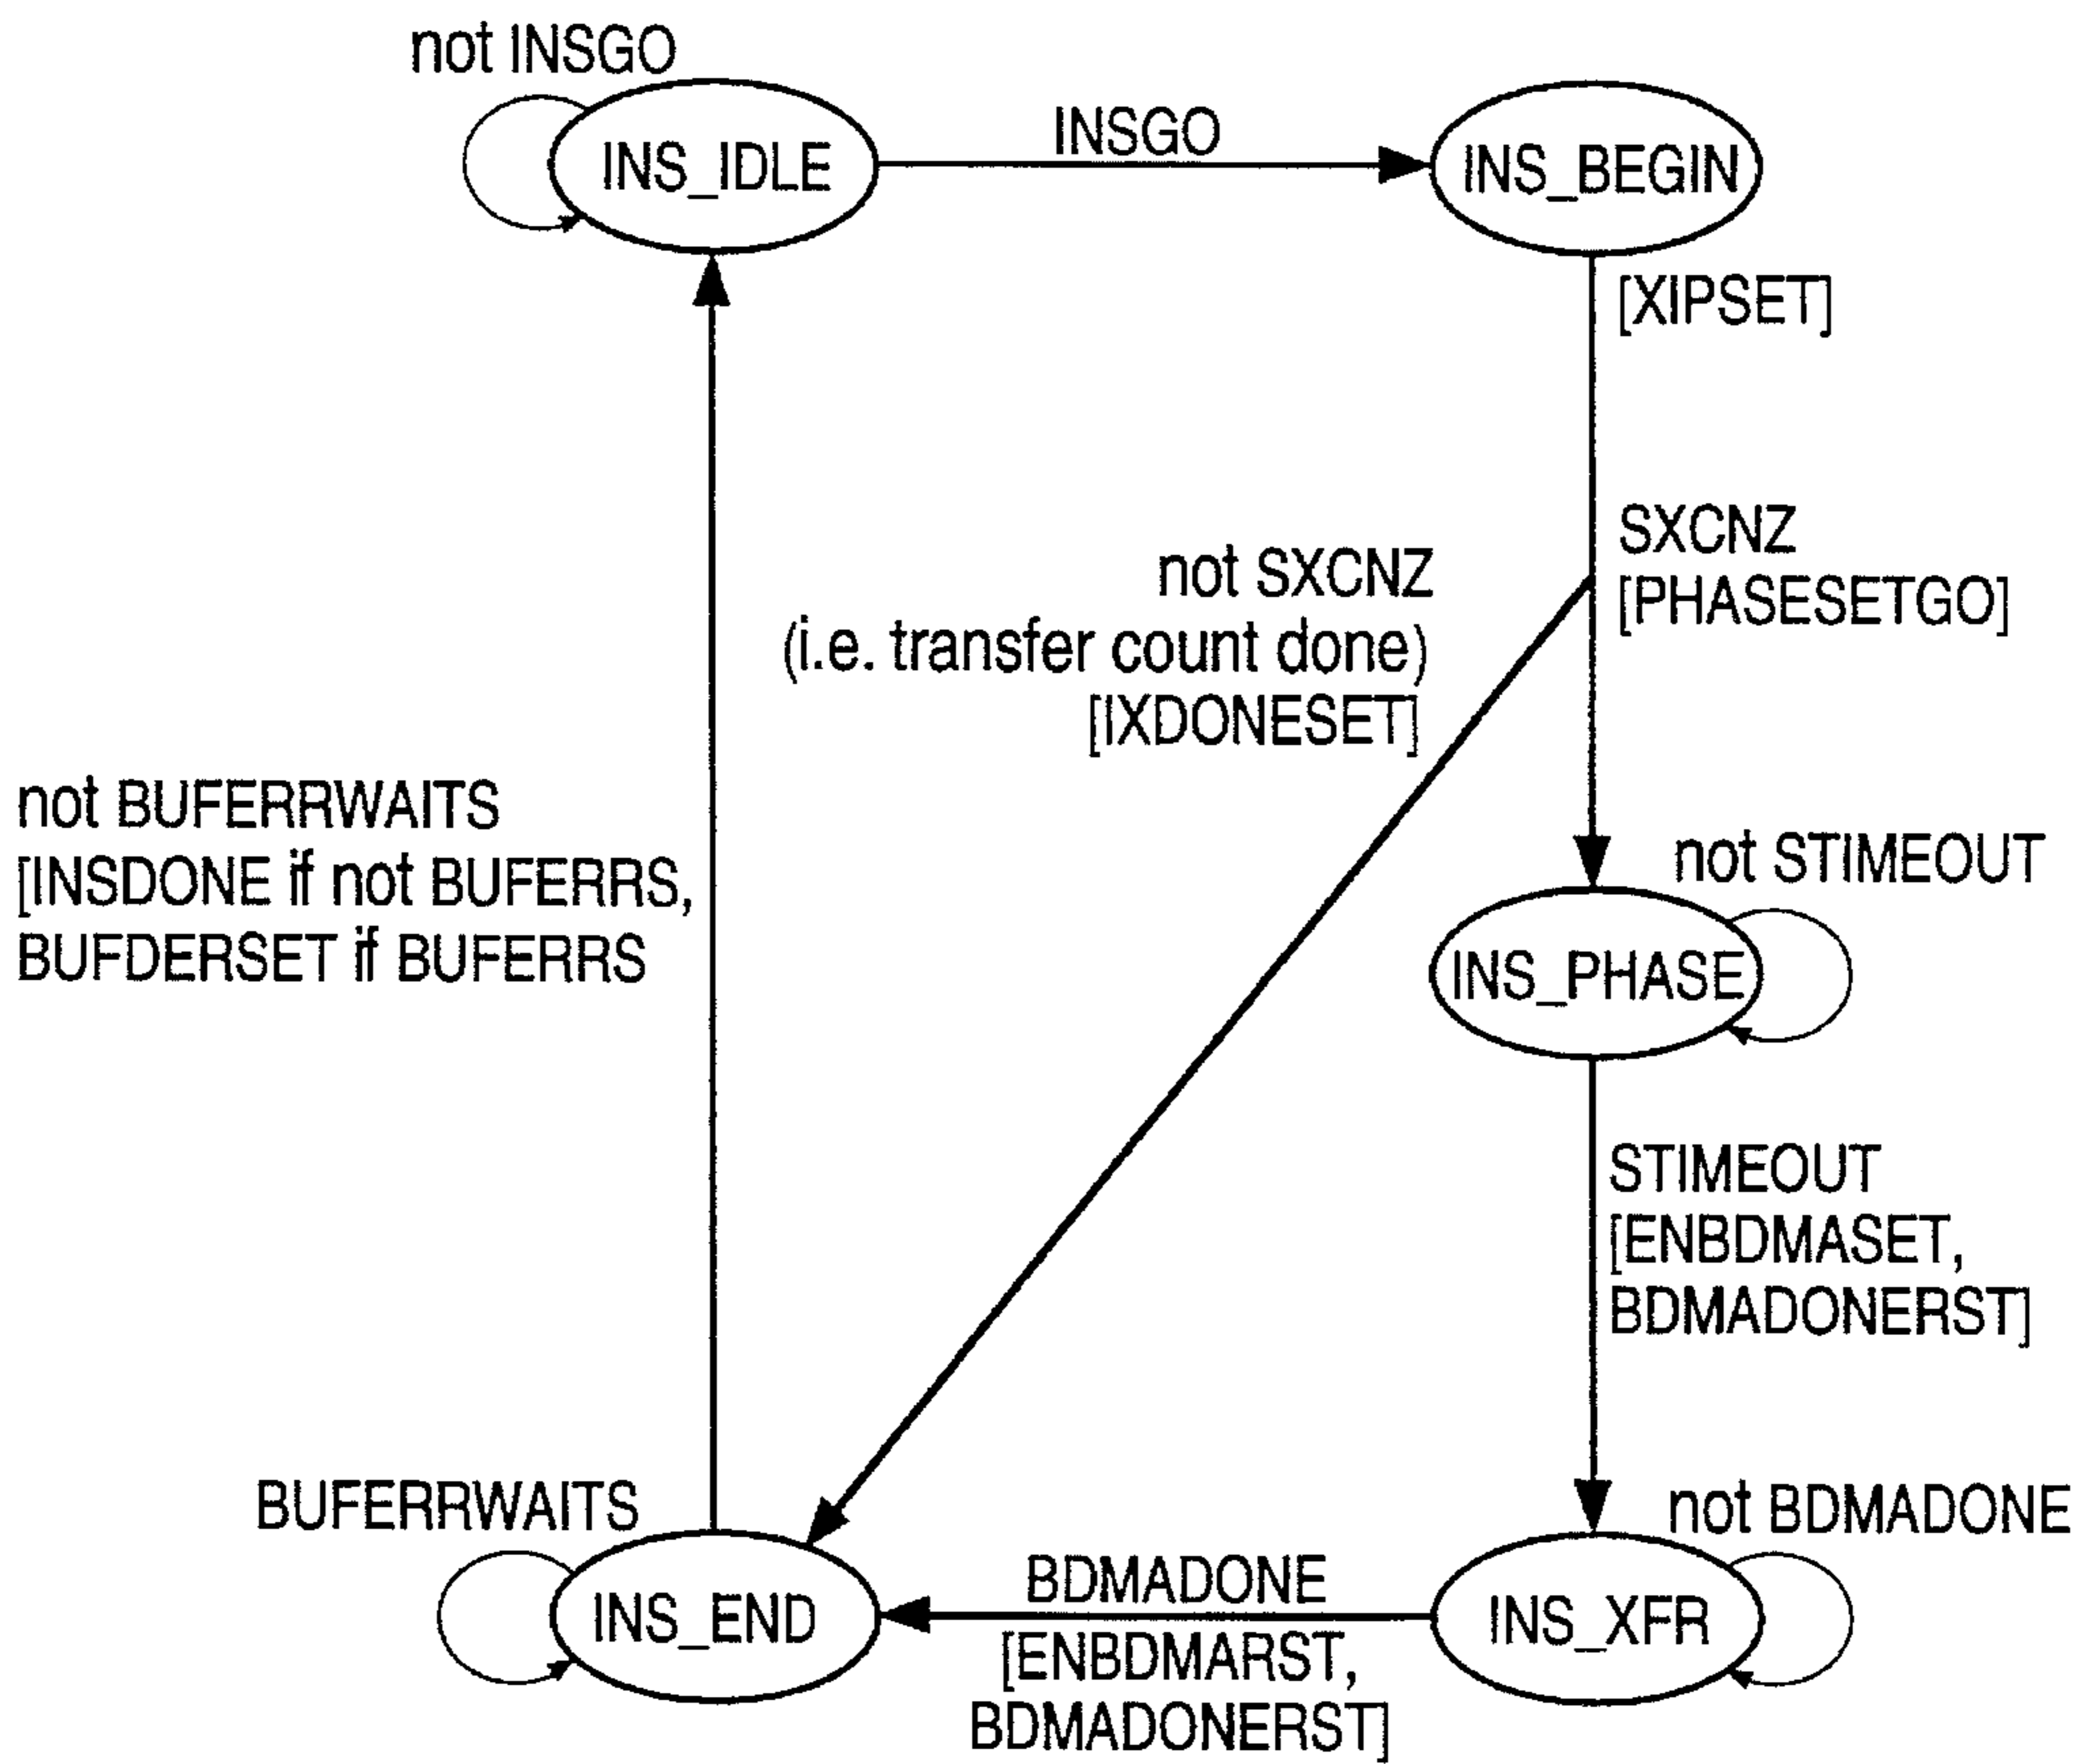 not INSGO
INS_IDLE
INSGO
INS_BEGIN
[XIPSET]
SXCNZ
[PHASESETGO]
not SXCNZ
(i.e. transfer count done)
[IXDONESET]
not BUFERRWAITS
[INSDONE if not BUFERRS,
BUFDERSET if BUFERRS
not STIMEOUT
INS_PHASE
STIMEOUT
[ENBDMASET,
BDMADONERST]
BUFERRWAITS
INS_END
BDMADONE
[ENBDMARST,
BDMADONERST]
not BDMADONE
INS_XFR